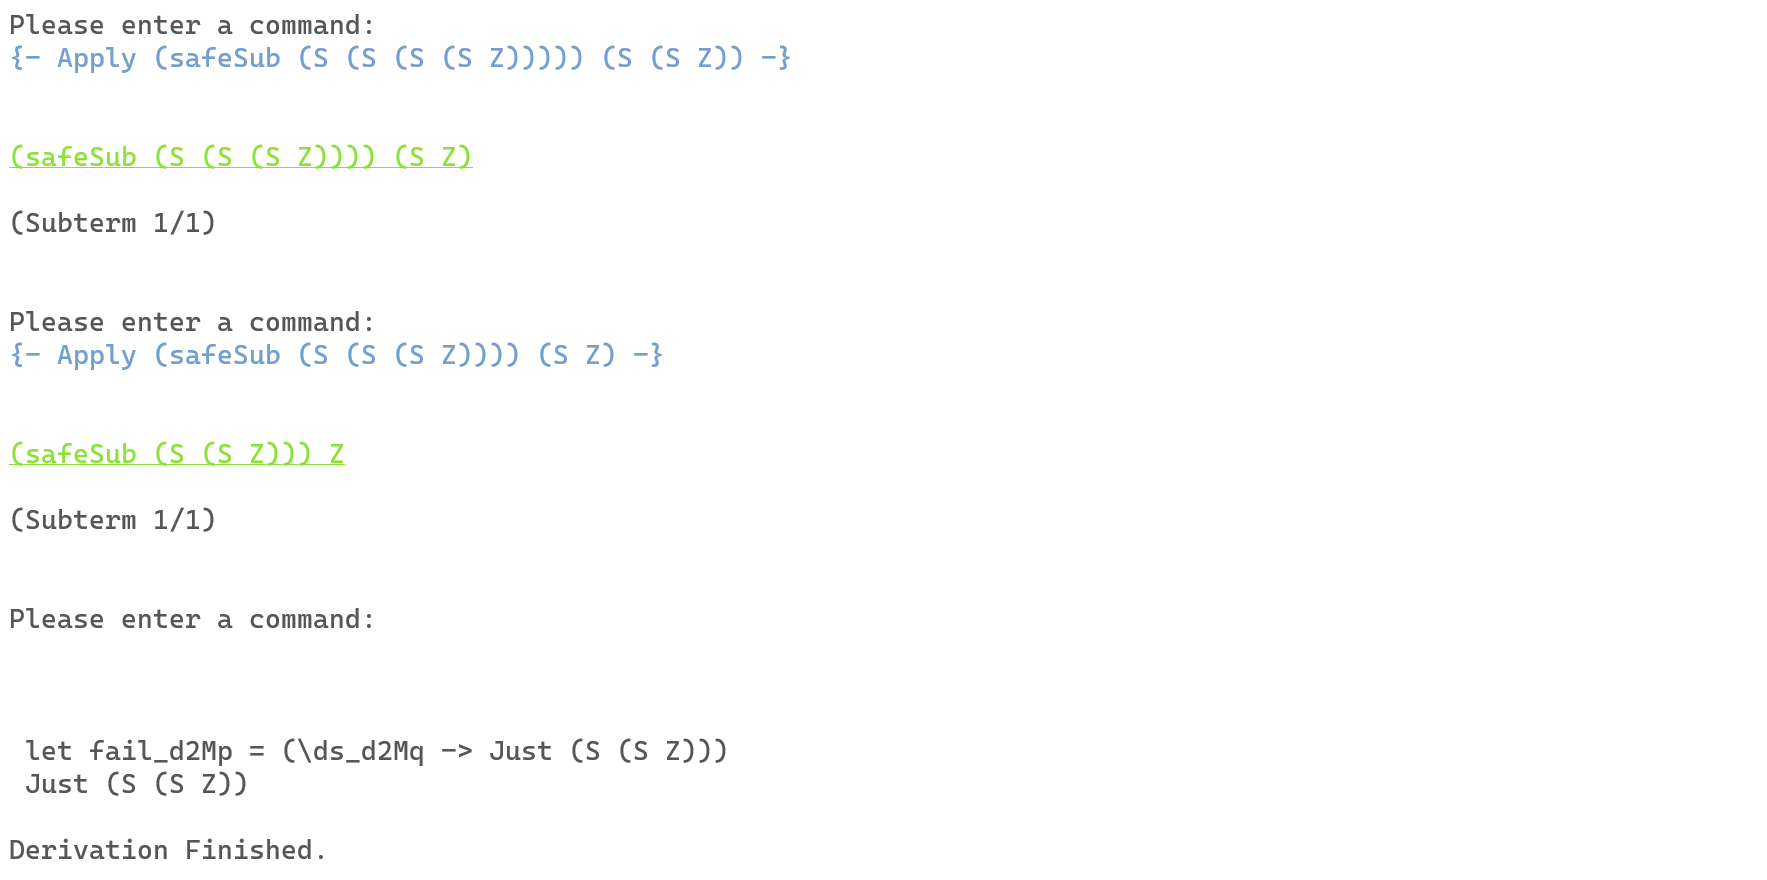 Please enter a command:
{- Apply (safeSub (S (S (S (S Z))))) (S (S Z)) -}
(safeSub (S (S (S Z)))) (S Z)
(Subterm 1/1)
Please enter a command:
{- Apply (safeSub (S (S (S Z)))) (S Z) -}
(safeSub (S (S Z))) Z
(Subterm 1/1)
Please enter a command:
let fail_d2Mp = (\ds_d2Mq -> Just (S (S Z)))
Just (S (S Z))
Derivation Finished.